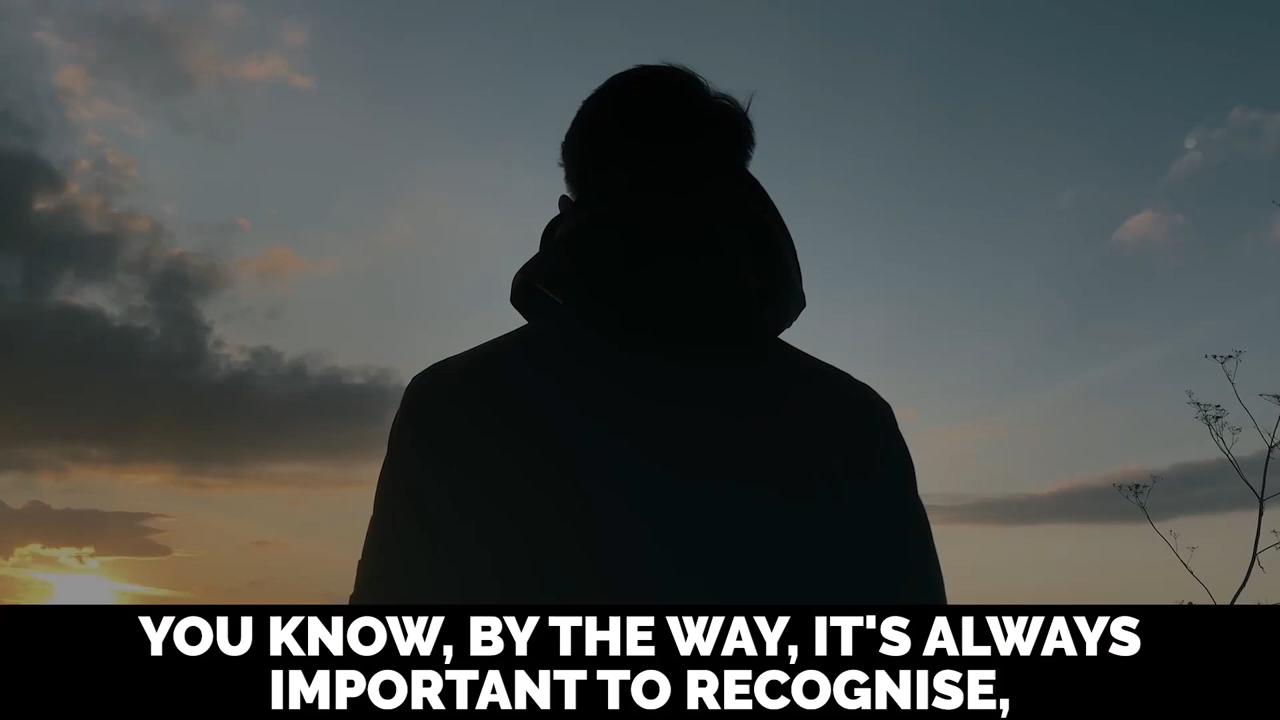 YOU KNOW, BY THE WAY, IT'S ALWAYS
IMPORTANT TO RECOGNISE,